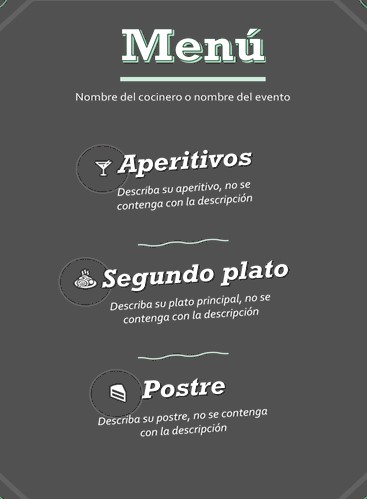 Menú
Nombre del cocinero o nombre del evento
Aperitivos
Describa su aperitivo, no se
contenga con la descripción
Segundo plato
Describa su plato principal, no se
contenga con la descripción
Postre
Describa su postre, no se contenga
con la descripción